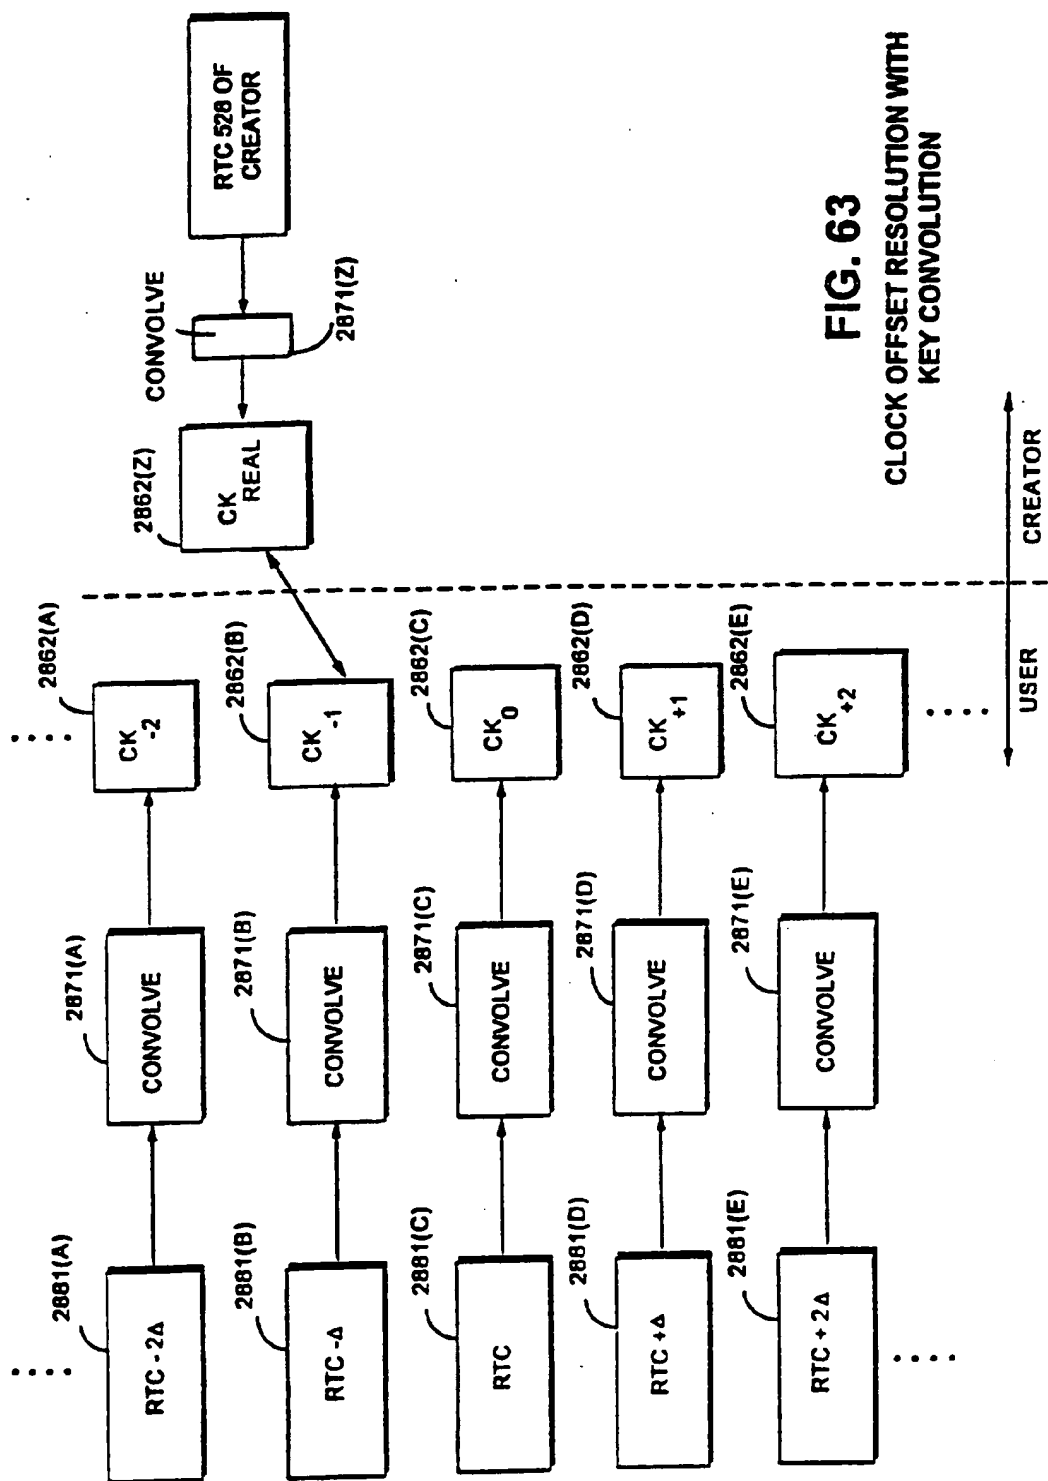 RTC 528 OF
CREATOR
CONVOLVE
2871(Z)
2862(Z)
CK REAL
FIG. 63
CLOCK OFFSET RESOLUTION WITH
KEY CONVOLUTION
USER
CREATOR
2881(A)
RTC - 2Δ
2871(A)
CONVOLVE
2862(A)
CK -2
2881(B)
RTC -Δ
2871(B)
CONVOLVE
2862(B)
CK -1
2881(C)
RTC
2871(C)
CONVOLVE
2862(C)
CK 0
2881(D)
RTC +Δ
2871(D)
CONVOLVE
2862(D)
CK +1
2881(E)
RTC + 2Δ
2871(E)
CONVOLVE
2862(E)
CK +2